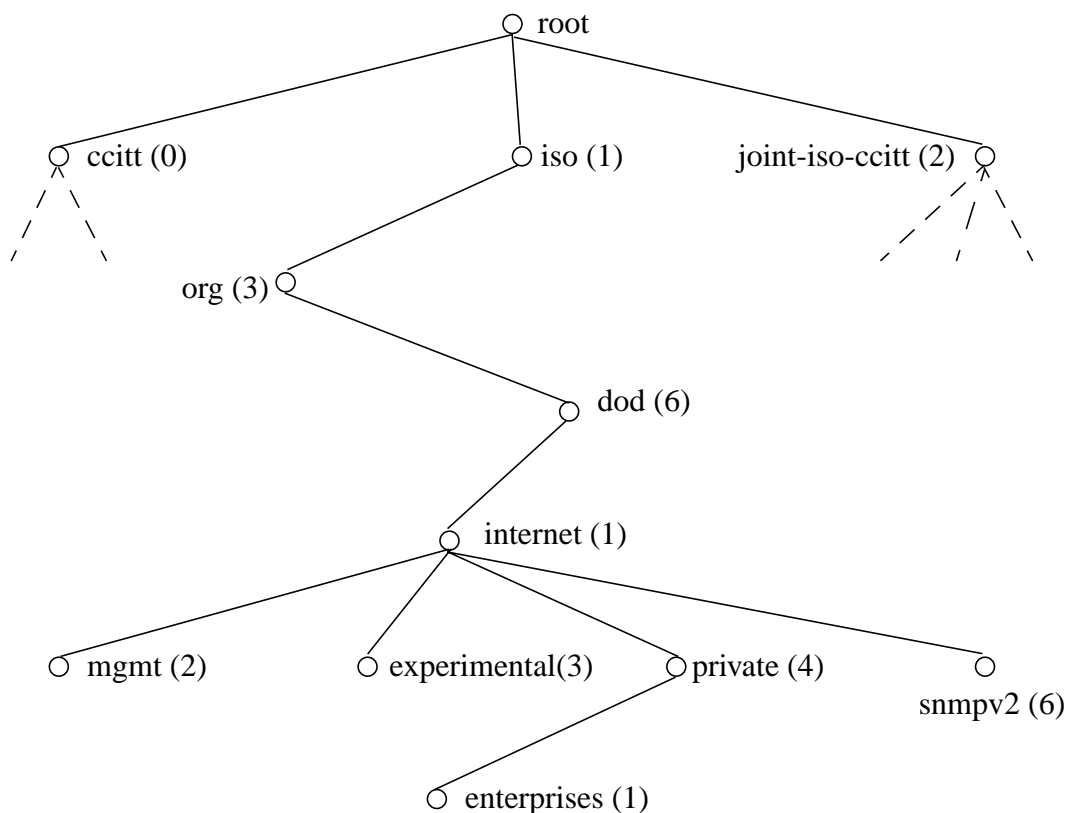 root
ccitt (0)
iso (1)
joint-iso-ccitt (2)
org (3)
dod (6)
internet (1)
mgmt (2)
experimental(3)
private (4)
snmpv2 (6)
enterprises (1)